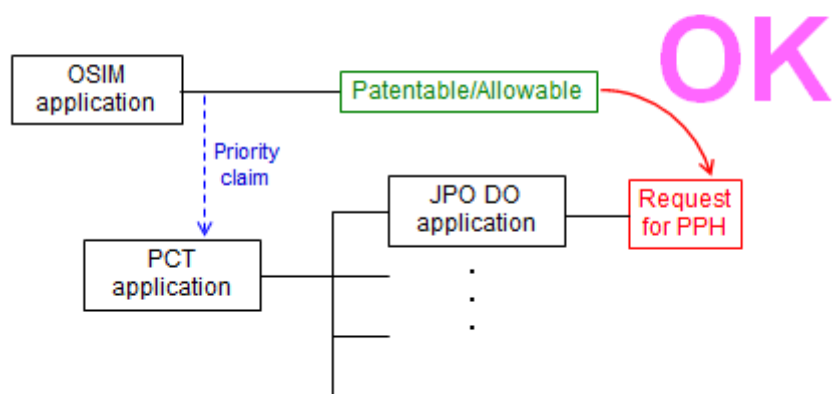 OK
OSIM
application
Patentable/Allowable
Priority
claim
JPO DO
application
Request
for PPH
PCT
application